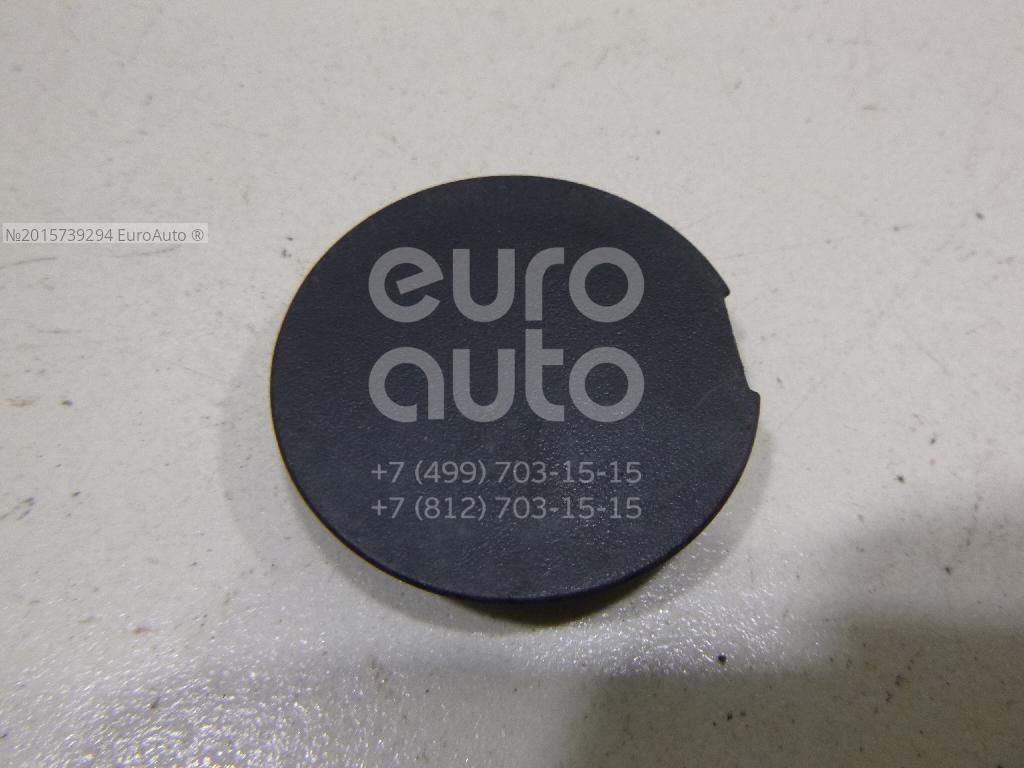 №2015739294 EuroAuto ®
euro
auto
+7 (499) 703-15-15
+7 (812) 703-15-15